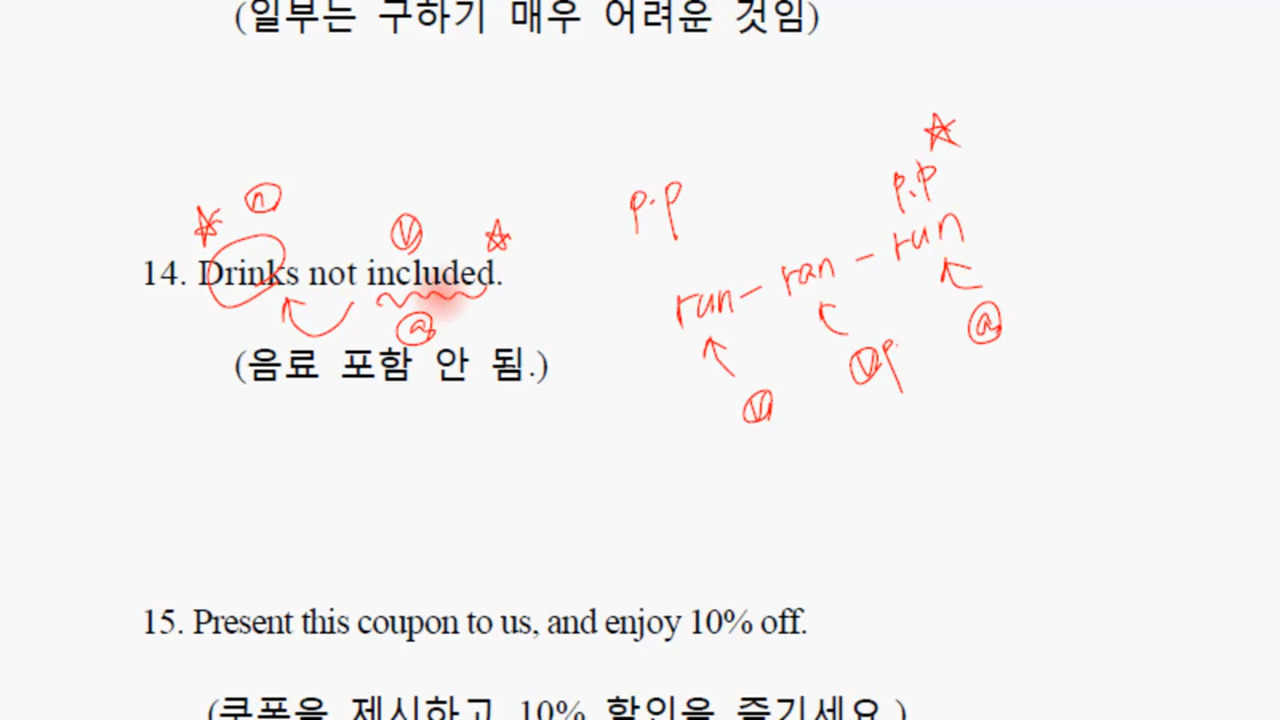 (일부는 구하기 매우 어려운 것임)
p.p
p.p
n
v
run - ran - run
14. Drinks not included.
a
a
(음료 포함 안 됨.)
vp
v
15. Present this coupon to us, and enjoy 10% off.
(쿠폰을 제시하고 10% 할인을 즐기세요.)